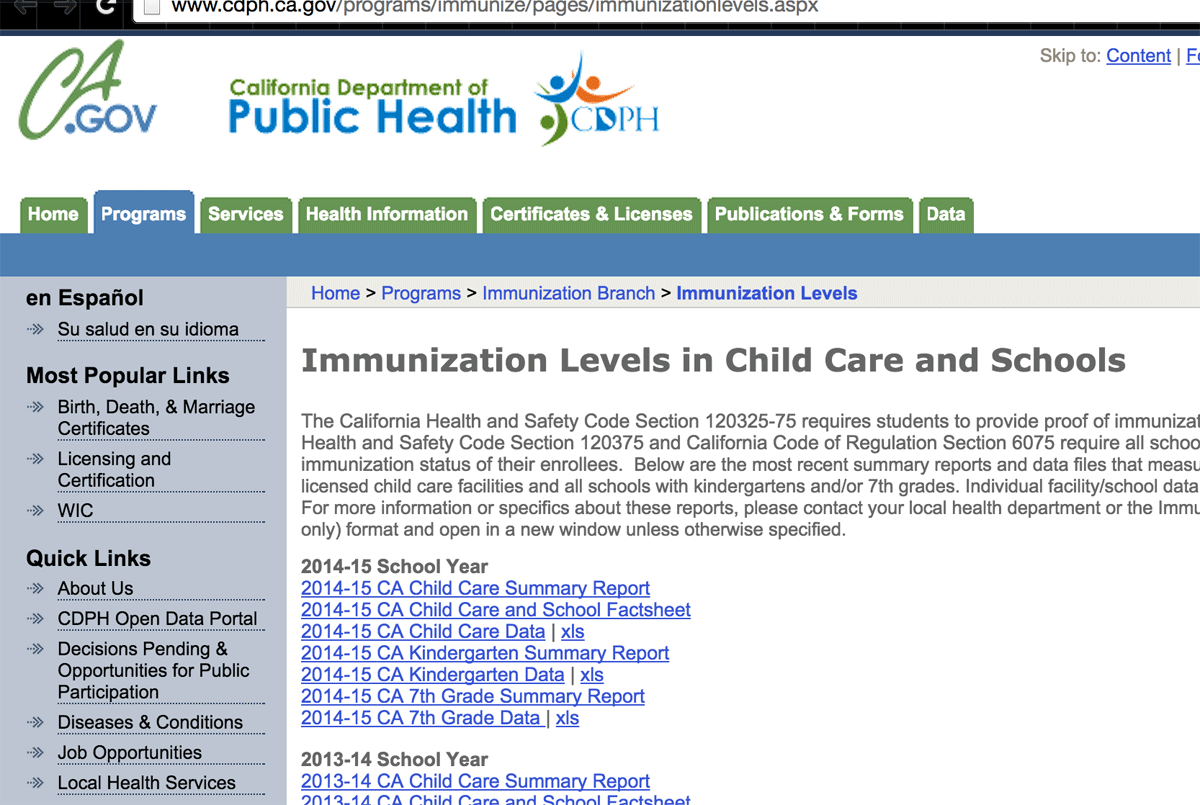 www.cdph.ca.gov/programs/immunize/pages/immunizationlevels.aspx
Skip to: Content |
CA
.GOV
California Department of
Public Health
CDPH
Home Programs Services Health Information Certificates & Licenses Publications & Forms Data
en Español
Su salud en su idioma
Most Popular Links
Birth, Death, & Marriage
Certificates
Licensing and
Certification
WIC
Quick Links
About Us
CDPH Open Data Portal
Decisions Pending &
Opportunities for Public
Participation
Diseases & Conditions
Job Opportunities
Local Health Services
Home > Programs > Immunization Branch > Immunization Levels
Immunization Levels in Child Care and Schools
The California Health and Safety Code Section 120325-75 requires students to provide proof of immunizat
Health and Safety Code Section 120375 and California Code of Regulation Section 6075 require all schoo
immunization status of their enrollees. Below are the most recent summary reports and data files that measu
licensed child care facilities and all schools with kindergartens and/or 7th grades. Individual facility/school data
For more information or specifics about these reports, please contact your local health department or the Immu
only) format and open in a new window unless otherwise specified.
2014-15 School Year
2014-15 CA Child Care Summary Report
2014-15 CA Child Care and School Factsheet
2014-15 CA Child Care Data | xls
2014-15 CA Kindergarten Summary Report
2014-15 CA Kindergarten Data | xls
2014-15 CA 7th Grade Summary Report
2014-15 CA 7th Grade Data | xls
2013-14 School Year
2013-14 CA Child Care Summary Report
2013-14 CA Child Care and School Factsheet